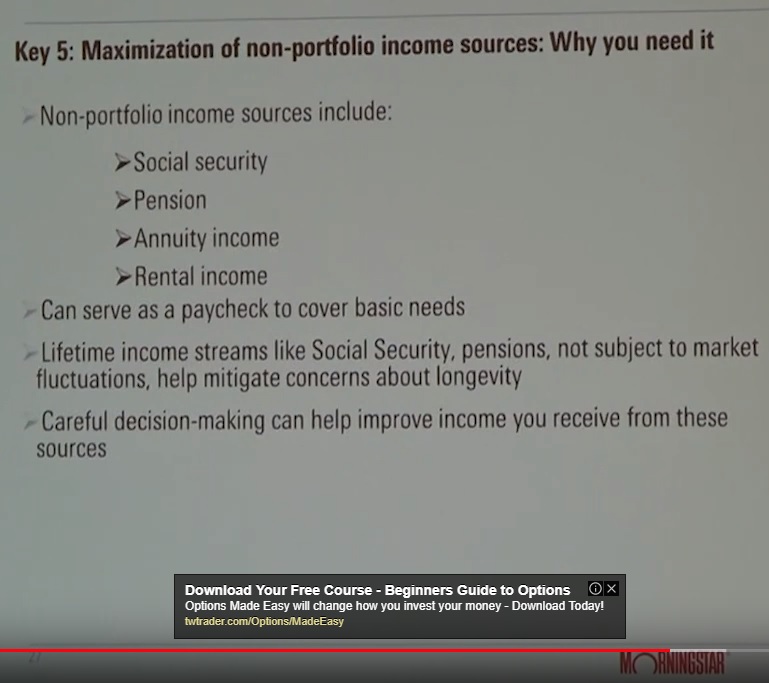 Key 5: Maximization of non-portfolio income sources: Why you need it
➢Non-portfolio income sources include:
➢Social security
➢Pension
➢Annuity income
➢Rental income
➢Can serve as a paycheck to cover basic needs
➢Lifetime income streams like Social Security, pensions, not subject to market
fluctuations, help mitigate concerns about longevity
➢Careful decision-making can help improve income you receive from these
sources
Download Your Free Course - Beginners Guide to Options
Options Made Easy will change how you invest your money - Download Today!
twtrader.com/Options/MadeEasy
27
MORNINGSTAR